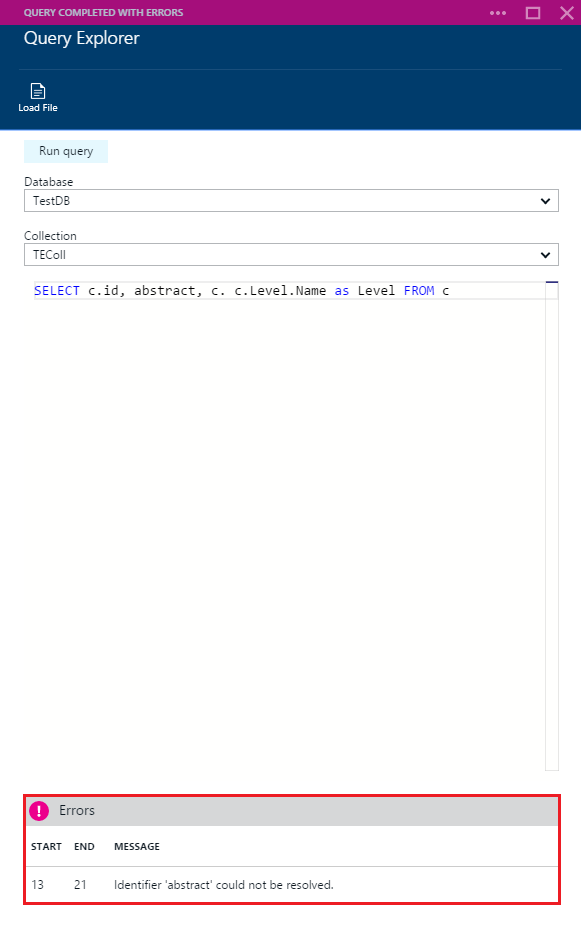 QUERY COMPLETED WITH ERRORS
Query Explorer
Load File
Run query
Database
TestDB
Collection
TEColl
SELECT c.id, abstract, c. c.Level.Name as Level FROM c
Errors
START END MESSAGE
13 21 Identifier 'abstract' could not be resolved.